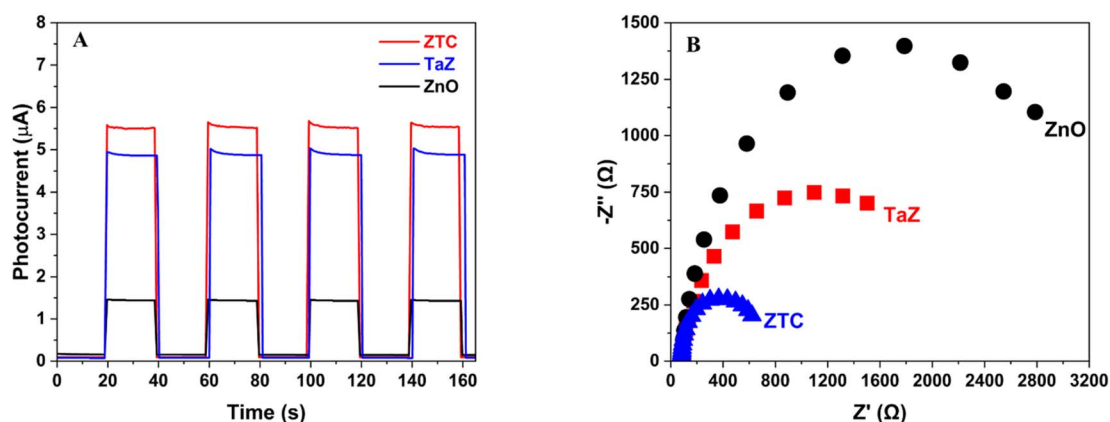 A
ZTC
TaZ
ZnO
8
7
6
5
4
3
2
1
0
Photocurrent (μA)
0 20 40 60 80 100 120 140 160
Time (s)
B
1500
1250
1000
750
500
250
0
-Z'' (Ω)
ZnO
TaZ
ZTC
0 400 800 1200 1600 2000 2400 2800 3200
Z' (Ω)